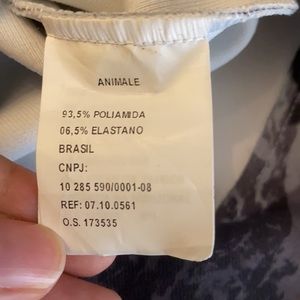 ANIMALE
93,5% POLIAMIDA
06,5% ELASTANO
BRASIL
CNPJ:
10 285 590/0001-08
REF: 07.10.0561
O.S. 173535